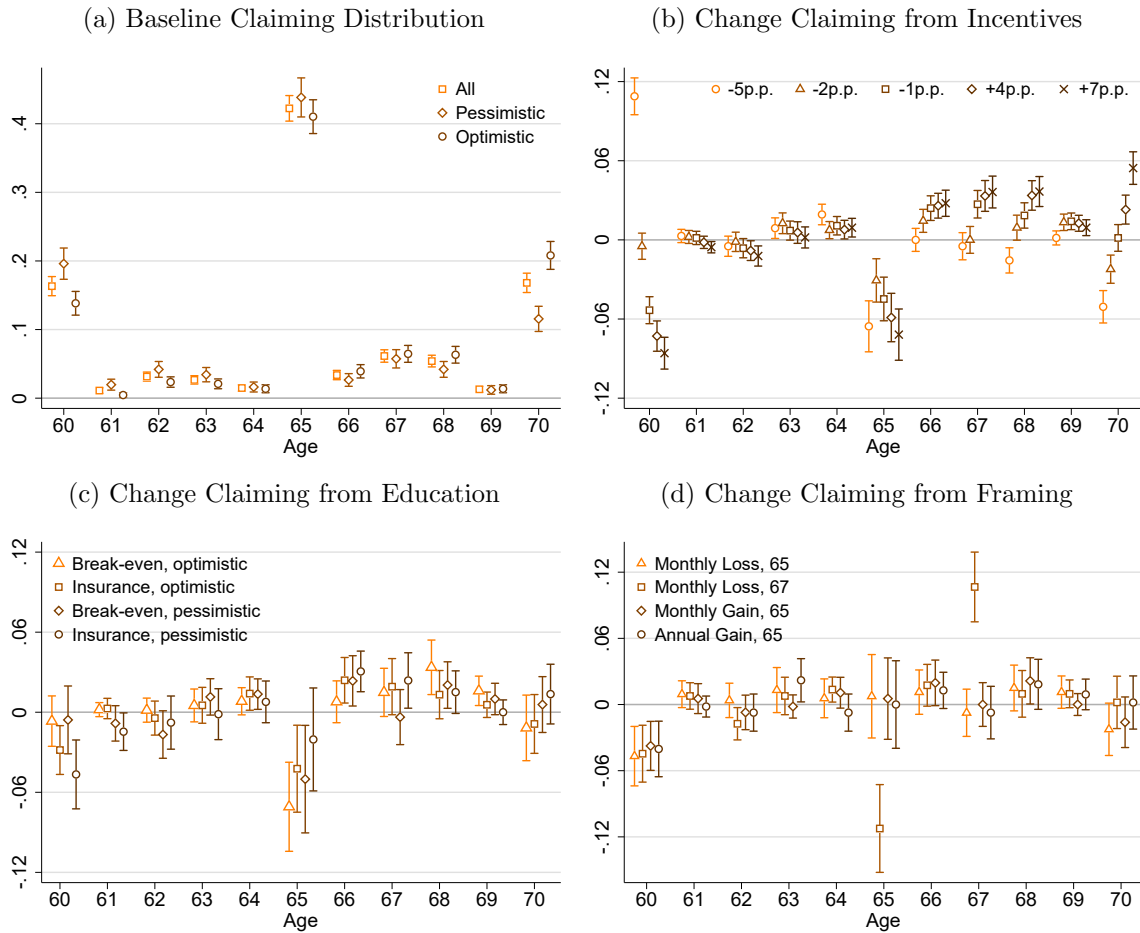 (a) Baseline Claiming Distribution
.4
.3
.2
.1
0
All
Pessimistic
Optimistic
60 61 62 63 64 65 66 67 68 69 70
Age
(b) Change Claiming from Incentives
.12
.06
0
-.06
-.12
-5p.p. -2p.p. -1p.p. +4p.p. +7p.p.
60 61 62 63 64 65 66 67 68 69 70
Age
(c) Change Claiming from Education
.12
.06
0
-.06
-.12
Break-even, optimistic
Insurance, optimistic
Break-even, pessimistic
Insurance, pessimistic
60 61 62 63 64 65 66 67 68 69 70
Age
(d) Change Claiming from Framing
.12
.06
0
-.06
-.12
Monthly Loss, 65
Monthly Loss, 67
Monthly Gain, 65
Annual Gain, 65
60 61 62 63 64 65 66 67 68 69 70
Age